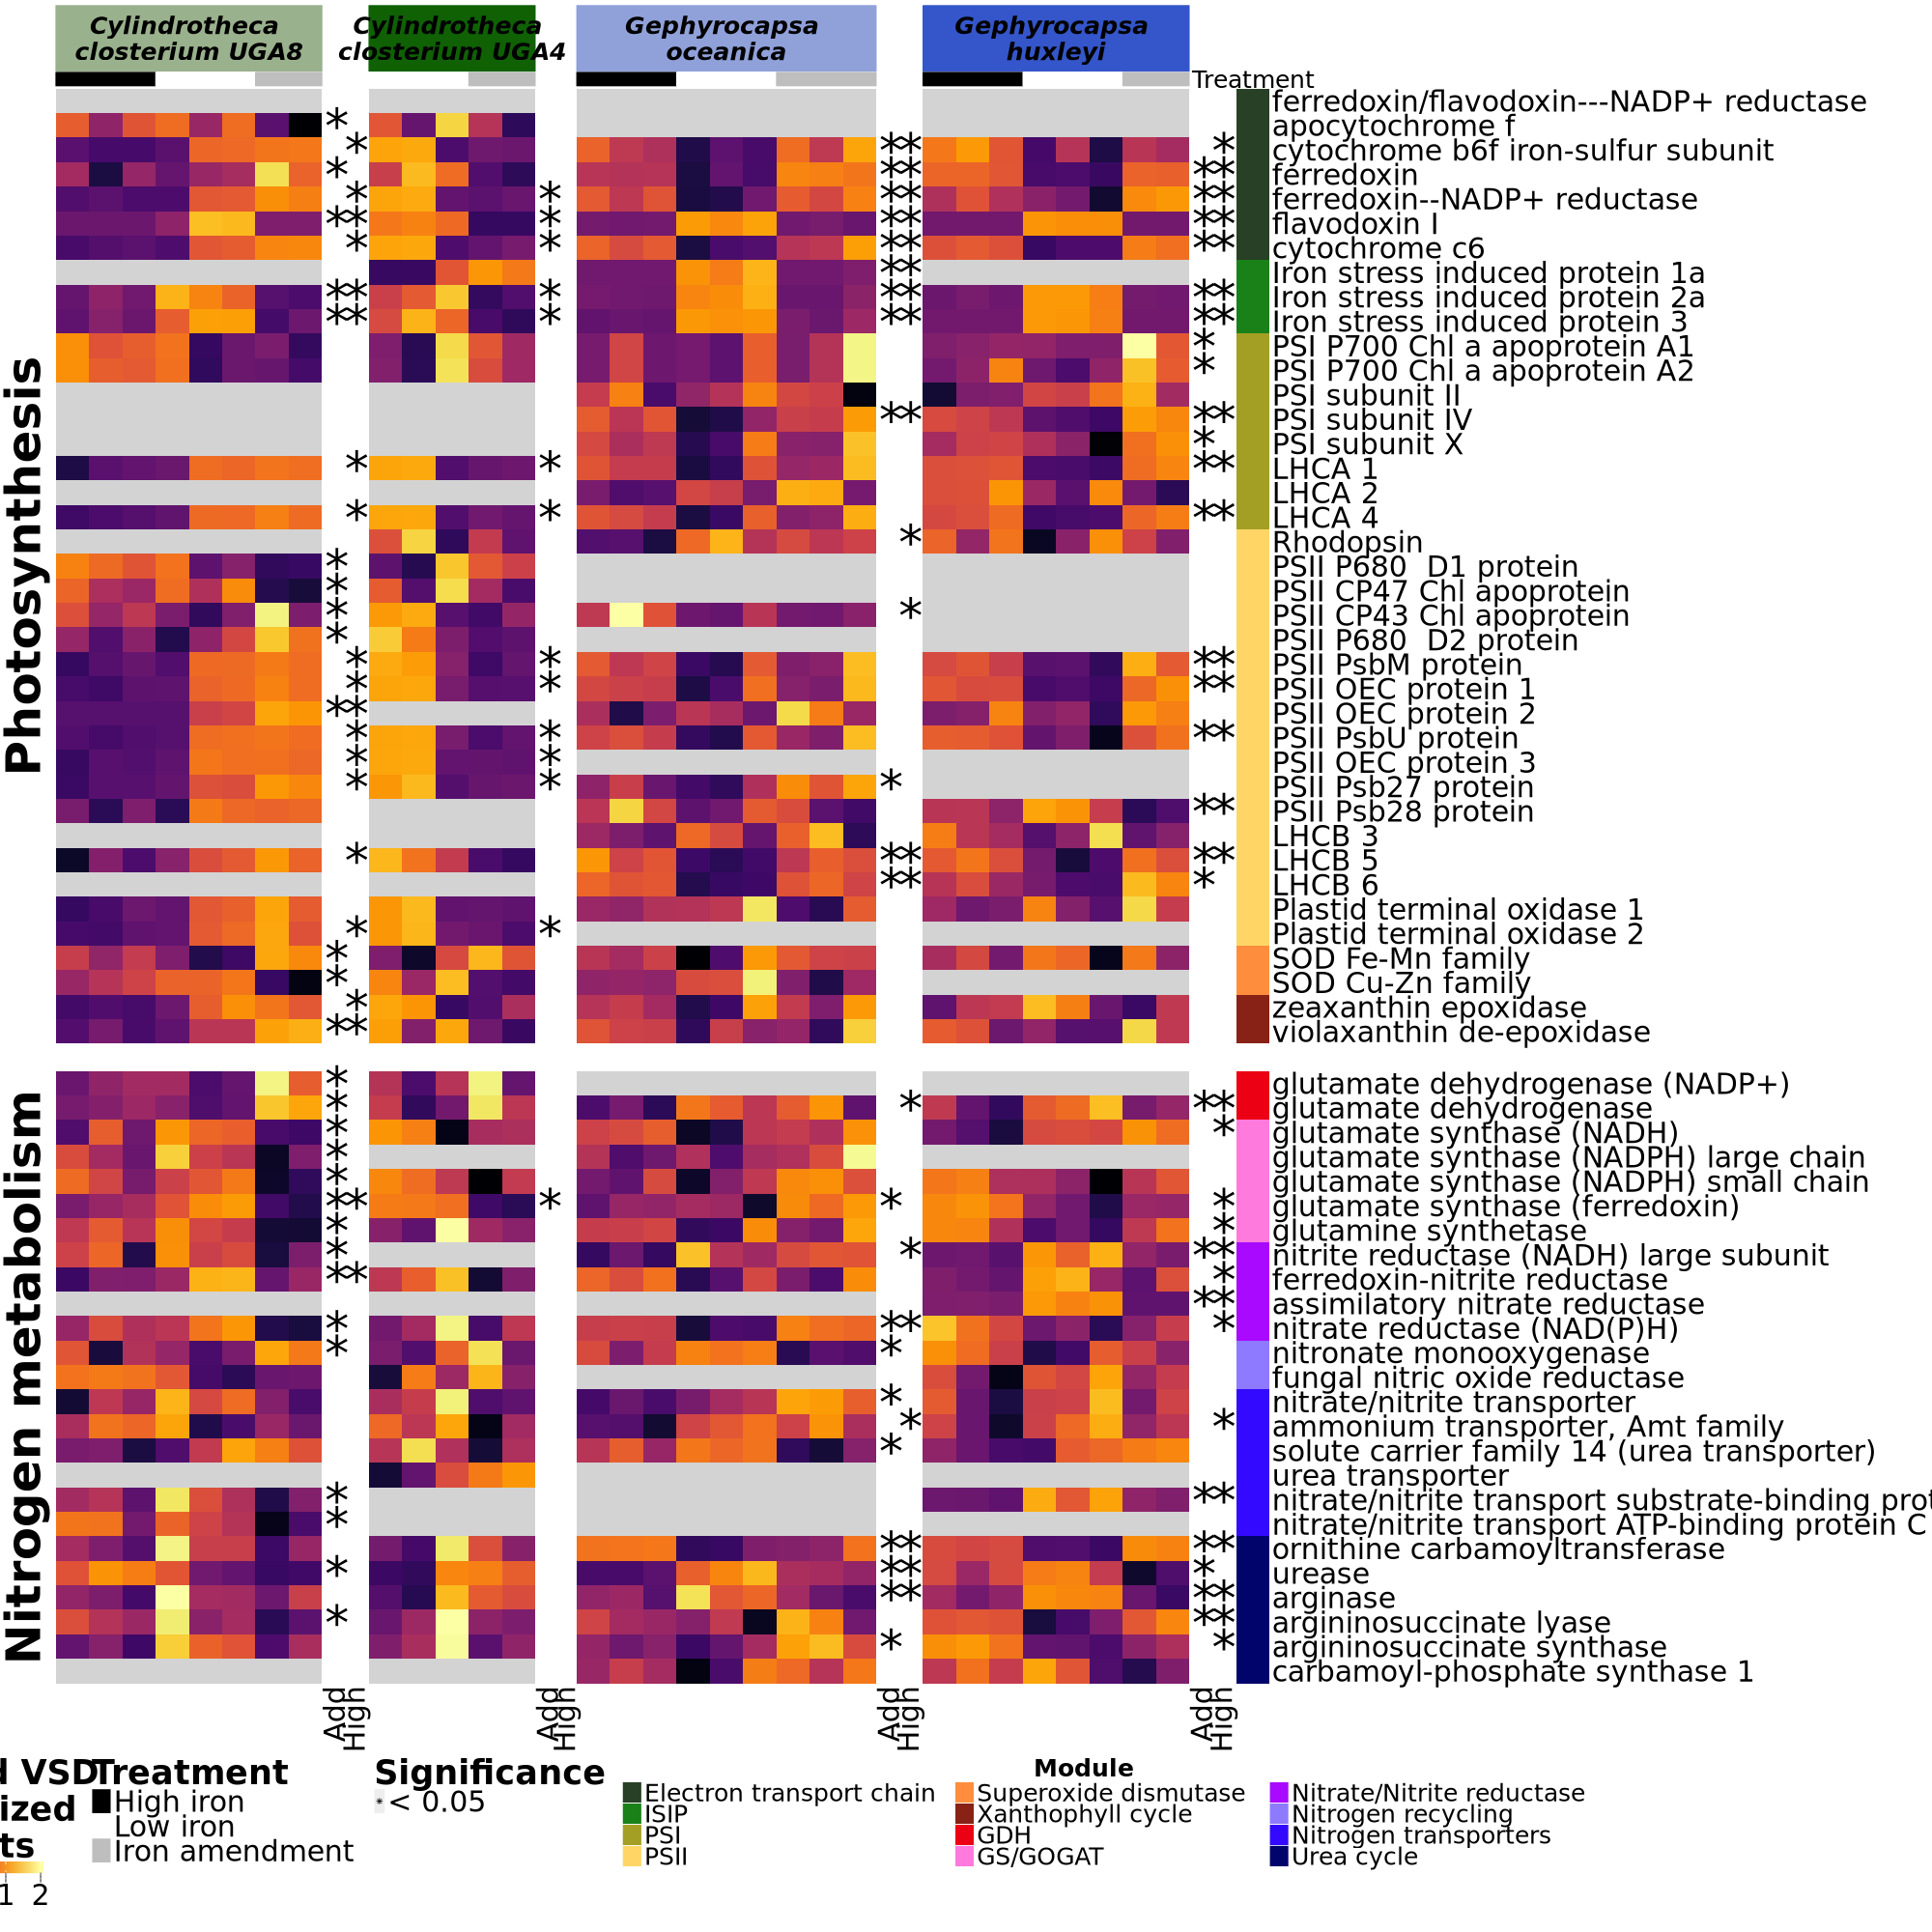 Cylindrotheca
closterium UGA8
Cylindrotheca
closterium UGA4
Gephyrocapsa
oceanica
Gephyrocapsa
huxleyi
Treatment
Photosynthesis
ferredoxin/flavodoxin---NADP+ reductase
apocytochrome f
cytochrome b6f iron-sulfur subunit
ferredoxin
ferredoxin--NADP+ reductase
flavodoxin I
cytochrome c6
Iron stress induced protein 1a
Iron stress induced protein 2a
Iron stress induced protein 3
PSI P700 Chl a apoprotein A1
PSI P700 Chl a apoprotein A2
PSI subunit II
PSI subunit IV
PSI subunit X
LHCA 1
LHCA 2
LHCA 4
Rhodopsin
PSII P680  D1 protein
PSII CP47 Chl apoprotein
PSII CP43 Chl apoprotein
PSII P680  D2 protein
PSII PsbM protein
PSII OEC protein 1
PSII OEC protein 2
PSII PsbU protein
PSII OEC protein 3
PSII Psb27 protein
PSII Psb28 protein
LHCB 3
LHCB 5
LHCB 6
Plastid terminal oxidase 1
Plastid terminal oxidase 2
SOD Fe-Mn family
SOD Cu-Zn family
zeaxanthin epoxidase
violaxanthin de-epoxidase
Nitrogen metabolism
glutamate dehydrogenase (NADP+)
glutamate dehydrogenase
glutamate synthase (NADH)
glutamate synthase (NADPH) large chain
glutamate synthase (NADPH) small chain
glutamate synthase (ferredoxin)
glutamine synthetase
nitrite reductase (NADH) large subunit
ferredoxin-nitrite reductase
assimilatory nitrate reductase
nitrate reductase (NAD(P)H)
nitronate monooxygenase
fungal nitric oxide reductase
nitrate/nitrite transporter
ammonium transporter, Amt family
solute carrier family 14 (urea transporter)
urea transporter
nitrate/nitrite transport substrate-binding prot
nitrate/nitrite transport ATP-binding protein C
ornithine carbamoyltransferase
urease
arginase
argininosuccinate lyase
argininosuccinate synthase
carbamoyl-phosphate synthase 1
Add
High
Add
High
Add
High
Add
High
d VSD
ized
ts
1 2
Treatment
High iron
Low iron
Iron amendment
Significance
* < 0.05
Module
Electron transport chain
ISIP
PSI
PSII
Superoxide dismutase
Xanthophyll cycle
GDH
GS/GOGAT
Nitrate/Nitrite reductase
Nitrogen recycling
Nitrogen transporters
Urea cycle